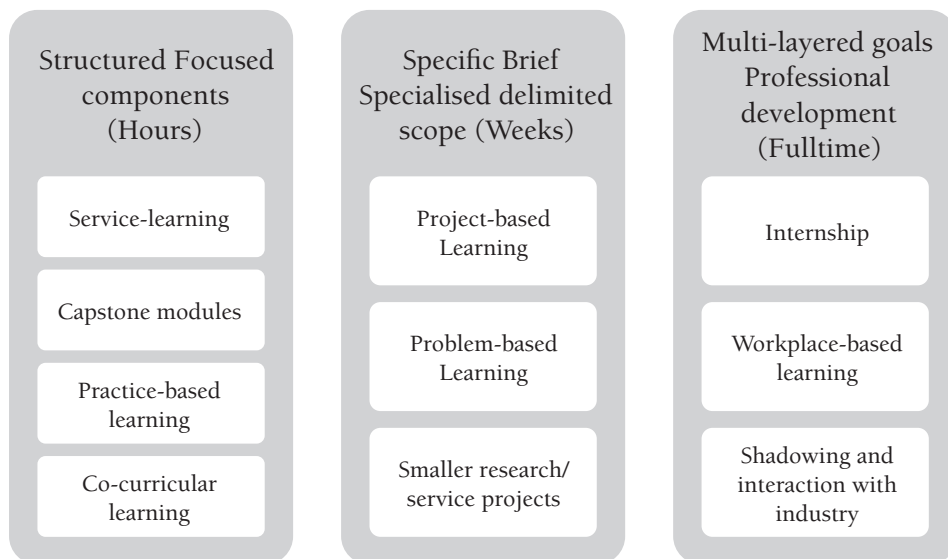 Structured Focused
components
(Hours)
Service-learning
Capstone modules
Practice-based
learning
Co-curricular
learning
Specific Brief
Specialised delimited
scope (Weeks)
Project-based
Learning
Problem-based
Learning
Smaller research/
service projects
Multi-layered goals
Professional
development
(Fulltime)
Internship
Workplace-based
learning
Shadowing and
interaction with
industry